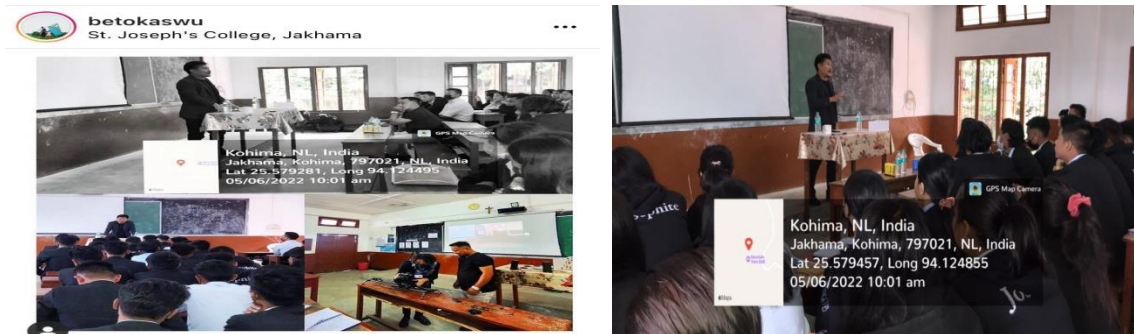 betokaswu
St. Joseph's College, Jakhama
GPS Map Camera
Kohima, NL, India
Jakhama, Kohima, 797021, NL, India
Lat 25.579281, Long 94.124495
05/06/2022 10:01 am
GPS Map Camera
Kohima, NL, India
Jakhama, Kohima, 797021, NL, India
Lat 25.579457, Long 94.124855
05/06/2022 10:01 am